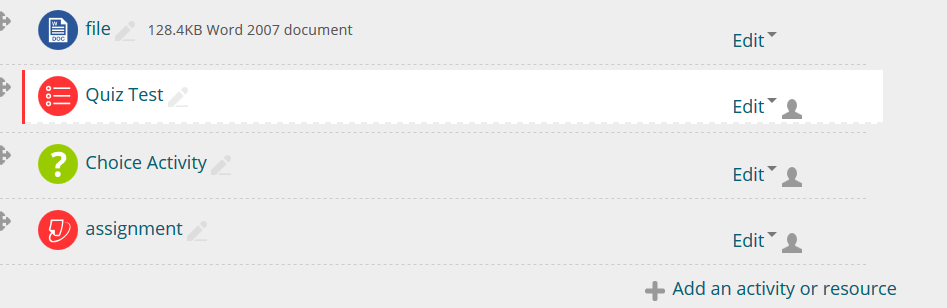 W
DOC
file 128.4KB Word 2007 document
Edit
Quiz Test
Edit
?
Choice Activity
Edit
assignment
Edit
Add an activity or resource